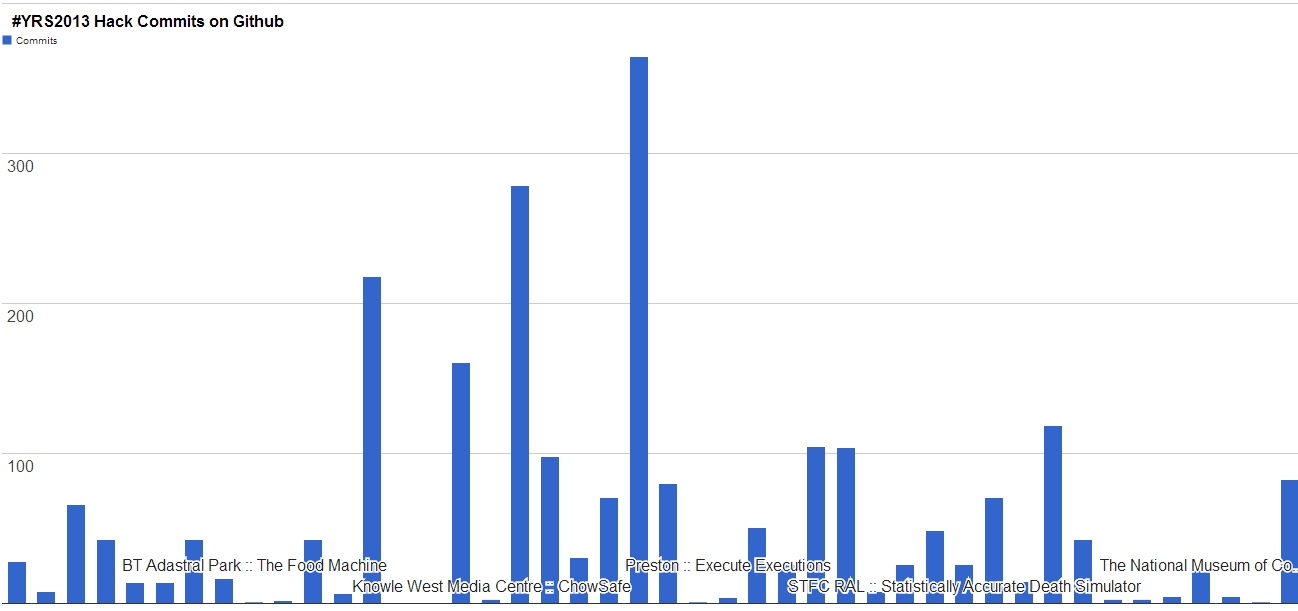 #YRS2013 Hack Commits on Github
Commits
300
200
100
BT Adastral Park :: The Food Machine
Preston :: Execute Executions
The National Museum of Co...
Knowle West Media Centre :: ChowSafe
STFC RAL :: Statistically Accurate Death Simulator